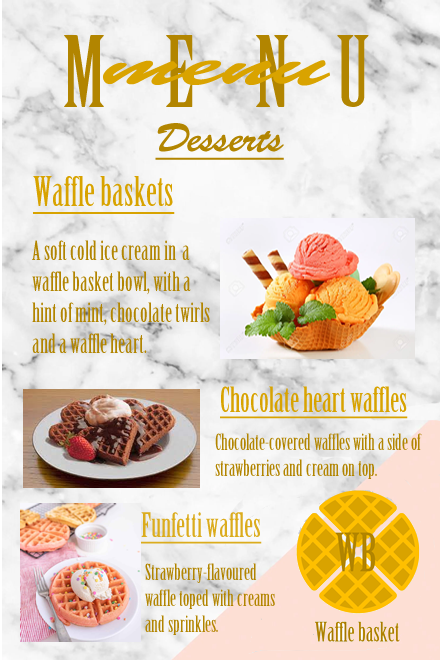 MENU
menu
Desserts
Waffle baskets
A soft cold ice cream in a
waffle basket bowl, with a
hint of mint, chocolate twirls
and a waffle heart.
Chocolate heart waffles
Chocolate-covered waffles with a side of
strawberries and cream on top.
Funfetti waffles
Strawberry-flavoured
waffle toped with creams
and sprinkles.
WB
Waffle basket